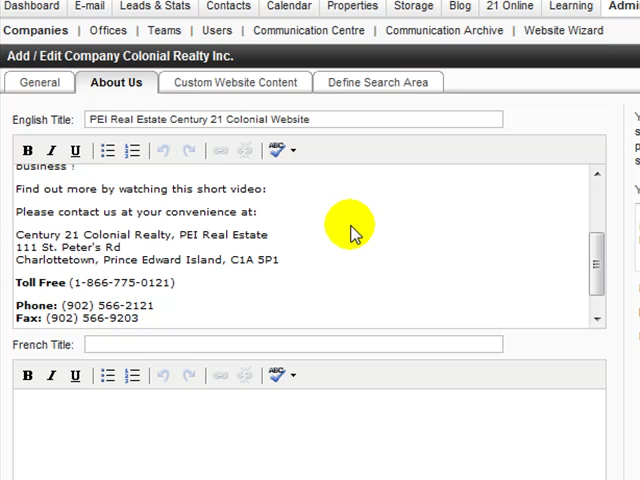 Dashboard E-mail Leads & Stats Contacts Calendar Properties Storage Blog 21 Online Learning
Companies Offices Teams Users Communication Centre Communication Archive Website Wizard
Add / Edit Company Colonial Realty Inc.
General About Us Custom Website Content Define Search Area
English Title: PEI Real Estate Century 21 Colonial Website
B I U ABC
business !
Find out more by watching this short video:
Please contact us at your convenience at:
Century 21 Colonial Realty, PEI Real Estate
111 St. Peter's Rd
Charlottetown, Prince Edward Island, C1A 5P1
Toll Free (1-866-775-0121)
Phone: (902) 566-2121
Fax: (902) 566-9203
French Title:
B I U ABC